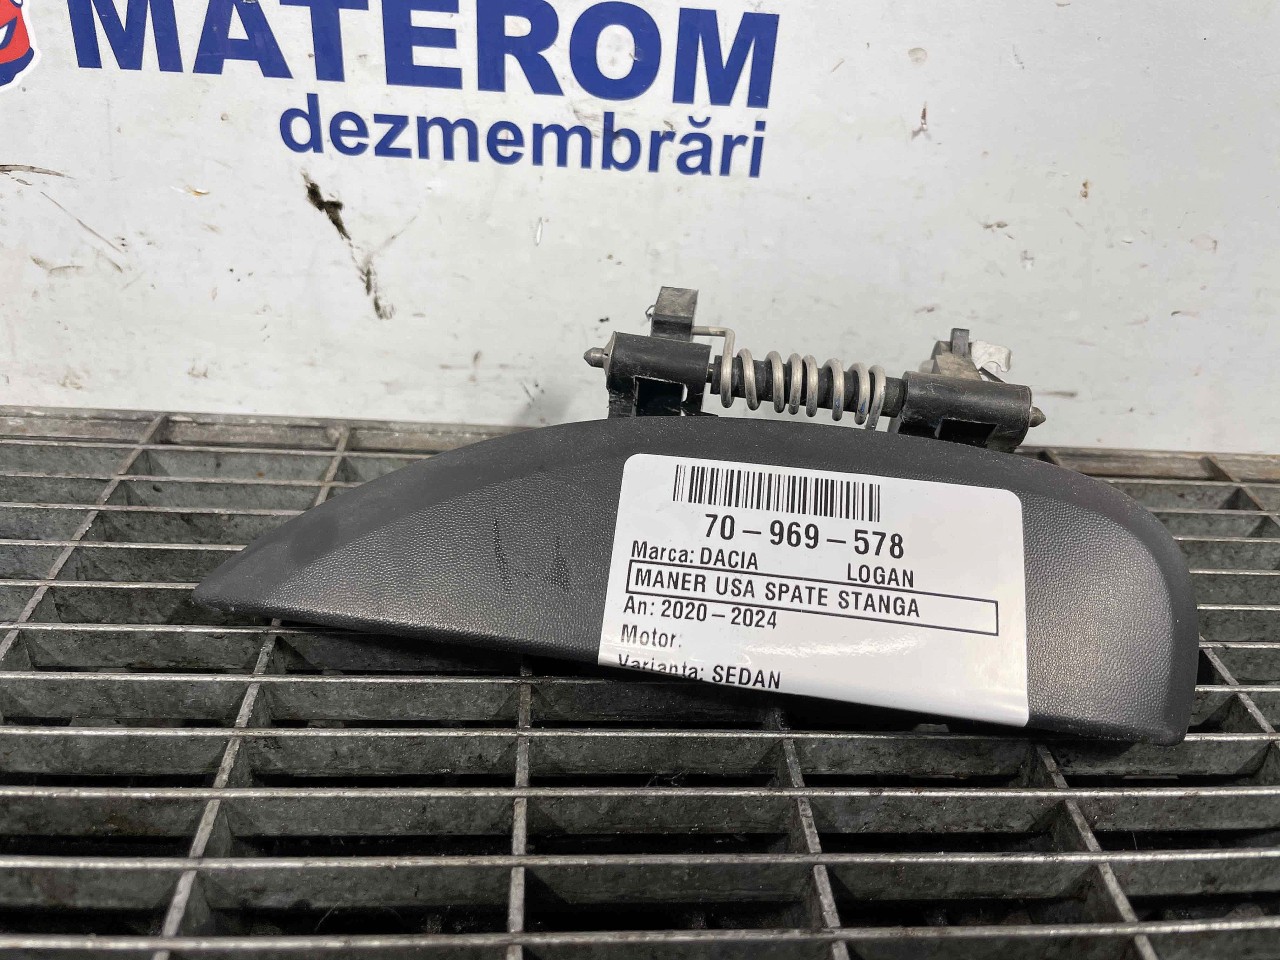 MATEROM
dezmembrări
70-969-578
Marca: DACIA LOGAN
MANER USA SPATE STANGA
An: 2020-2024
Motor:
Varianta: SEDAN